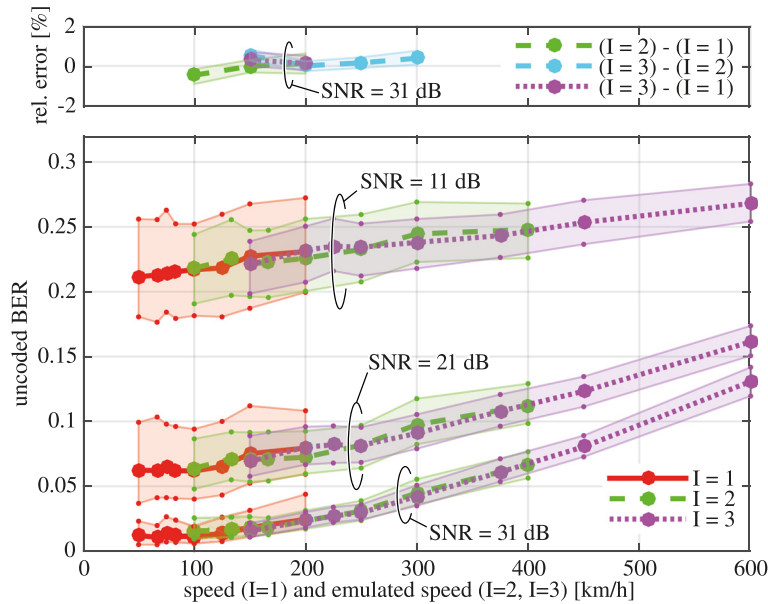 rel. error [%]
2
0
-2
SNR = 31 dB
(I = 2) - (I = 1)
(I = 3) - (I = 2)
(I = 3) - (I = 1)
uncoded BER
0.3
0.25
0.2
0.15
0.1
0.05
0
SNR = 11 dB
SNR = 21 dB
SNR = 31 dB
I = 1
I = 2
I = 3
0 100 200 300 400 500 600
speed (I=1) and emulated speed (I=2, I=3) [km/h]